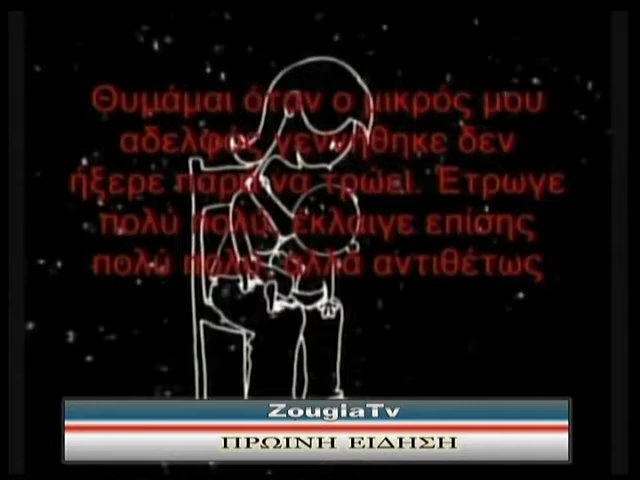 Θυμάμαι όταν ο μικρός μου
αδελφός γεννήθηκε δεν
ήξερε παρά να τρώει. Έτρωγε
πολύ πολύ, έκλαιγε επίσης
πολύ πολύ, αλλά αντιθέτως
ZougiaTv
ΠΡΩΙΝΗ ΕΙΔΗΣΗ